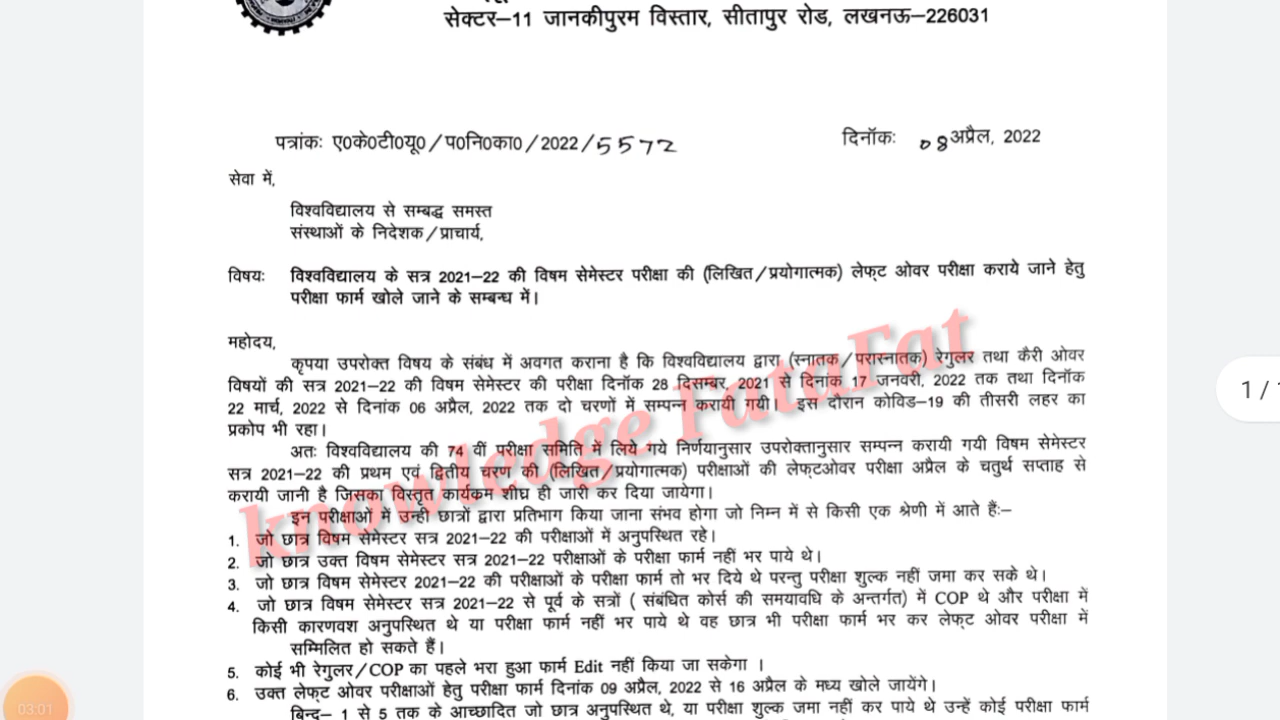 सेक्टर–11 जानकीपुरम विस्तार, सीतापुर रोड, लखनऊ–226031
पत्रांकः ए0के0टी0यू0/प0नि0का0/2022/5572
दिनॉकः 08 अप्रैल, 2022
सेवा में,
विश्वविद्यालय से सम्बद्ध समस्त
संस्थाओं के निदेशक/प्राचार्य,
विषयः विश्वविद्यालय के सत्र 2021–22 की विषम सेमेस्टर परीक्षा की (लिखित/प्रयोगात्मक) लेफ्ट ओवर परीक्षा कराये जाने हेतु
परीक्षा फार्म खोले जाने के सम्बन्ध में।
महोदय,
कृपया उपरोक्त विषय के संबंध में अवगत कराना है कि विश्वविद्यालय द्वारा (स्नातक/परास्नातक) रेगुलर तथा कैरी ओवर
विषयों की सत्र 2021–22 की विषम सेमेस्टर की परीक्षा दिनॉक 28 दिसम्बर, 2021 से दिनांक 17 जनवरी, 2022 तक तथा दिनॉक
22 मार्च, 2022 से दिनांक 06 अप्रैल, 2022 तक दो चरणों में सम्पन्न करायी गयी। इस दौरान कोविड–19 की तीसरी लहर का
प्रकोप भी रहा।
अतः विश्वविद्यालय की 74 वीं परीक्षा समिति में लिये गये निर्णयानुसार उपरोक्तानुसार सम्पन्न करायी गयी विषम सेमेस्टर
सत्र 2021–22 की प्रथम एवं द्वितीय चरण की (लिखित/प्रयोगात्मक) परीक्षाओं की लेफ्टओवर परीक्षा अप्रैल के चतुर्थ सप्ताह से
करायी जानी है जिसका विस्तृत कार्यकम शीघ्र ही जारी कर दिया जायेगा।
इन परीक्षाओं में उन्ही छात्रों द्वारा प्रतिभाग किया जाना संभव होगा जो निम्न में से किसी एक श्रेणी में आते हैं:–
1. जो छात्र विषम सेमेस्टर सत्र 2021–22 की परीक्षाओं में अनुपस्थित रहे।
2. जो छात्र उक्त विषम सेमेस्टर सत्र 2021–22 परीक्षाओं के परीक्षा फार्म नहीं भर पाये थे।
3. जो छात्र विषम सेमेस्टर 2021–22 की परीक्षाओं के परीक्षा फार्म तो भर दिये थे परन्तु परीक्षा शुल्क नहीं जमा कर सके थे।
4. जो छात्र विषम सेमेस्टर सत्र 2021–22 से पूर्व के सत्रों ( संबंधित कोर्स की समयावधि के अन्तर्गत) में COP थे और परीक्षा में
किसी कारणवश अनुपस्थित थे या परीक्षा फार्म नहीं भर पाये थे वह छात्र भी परीक्षा फार्म भर कर लेफ्ट ओवर परीक्षा में
सम्मिलित हो सकते हैं।
5. कोई भी रेगुलर/COP का पहले भरा हुआ फार्म Edit नहीं किया जा सकेगा ।
6. उक्त लेफ्ट ओवर परीक्षाओं हेतु परीक्षा फार्म दिनांक 09 अप्रैल, 2022 से 16 अप्रैल के मध्य खोले जायेंगे।
बिन्दु– 1 से 5 तक के आच्छादित जो छात्र अनुपस्थित थे, या परीक्षा शुल्क जमा नहीं कर पाये थे उन्हें कोई परीक्षा फार्म
knowledge FataFat
1 /
03:01